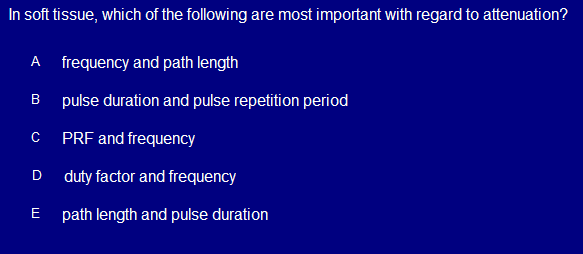 In soft tissue, which of the following are most important with regard to attenuation?
A frequency and path length
B pulse duration and pulse repetition period
C PRF and frequency
D duty factor and frequency
E path length and pulse duration